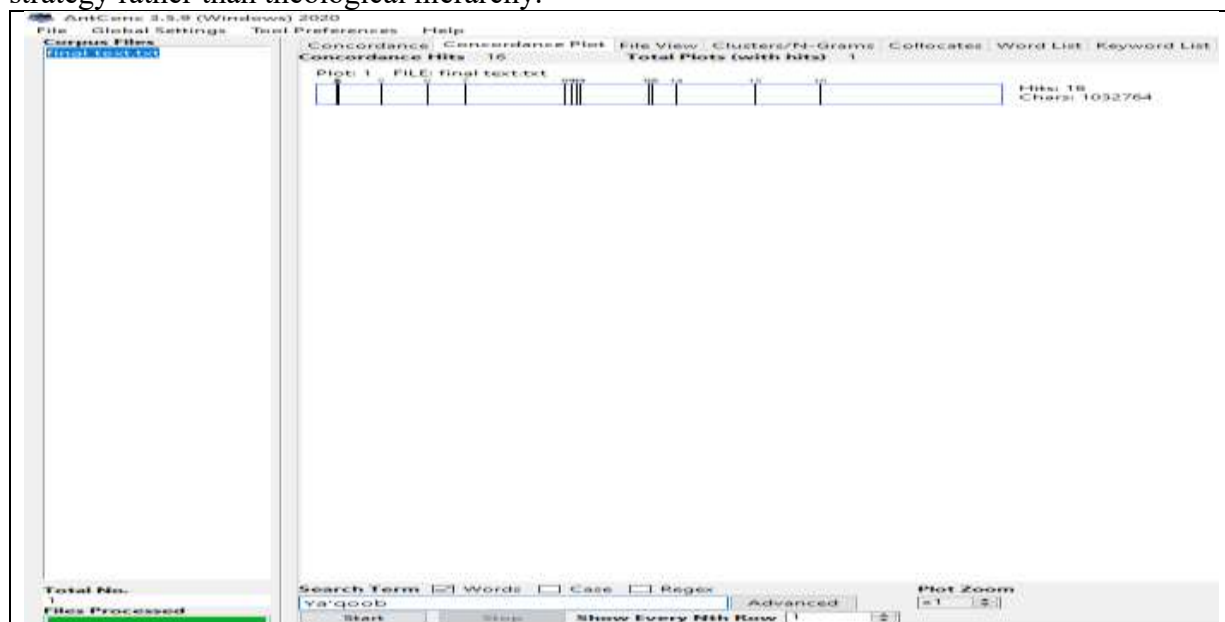 strategy rather than theological hierarchy.
AntConc 3.5.9 (Windows) 2020
File Global Settings Tool Preferences Help
Corpus Files
final text.txt
Concordance Concordance Plot File View Clusters/N-Grams Collocates Word List Keyword List
Concordance Hits 16 Total Plots (with hits) 1
Plot: 1 FILE: final text.txt
Hits: 16
Chars: 1032764
Total No.
1
Files Processed
Search Term Words Case Regex
Ya'qoob
Advanced
Start Stop Show Every Nth Row 1
Plot Zoom
x1